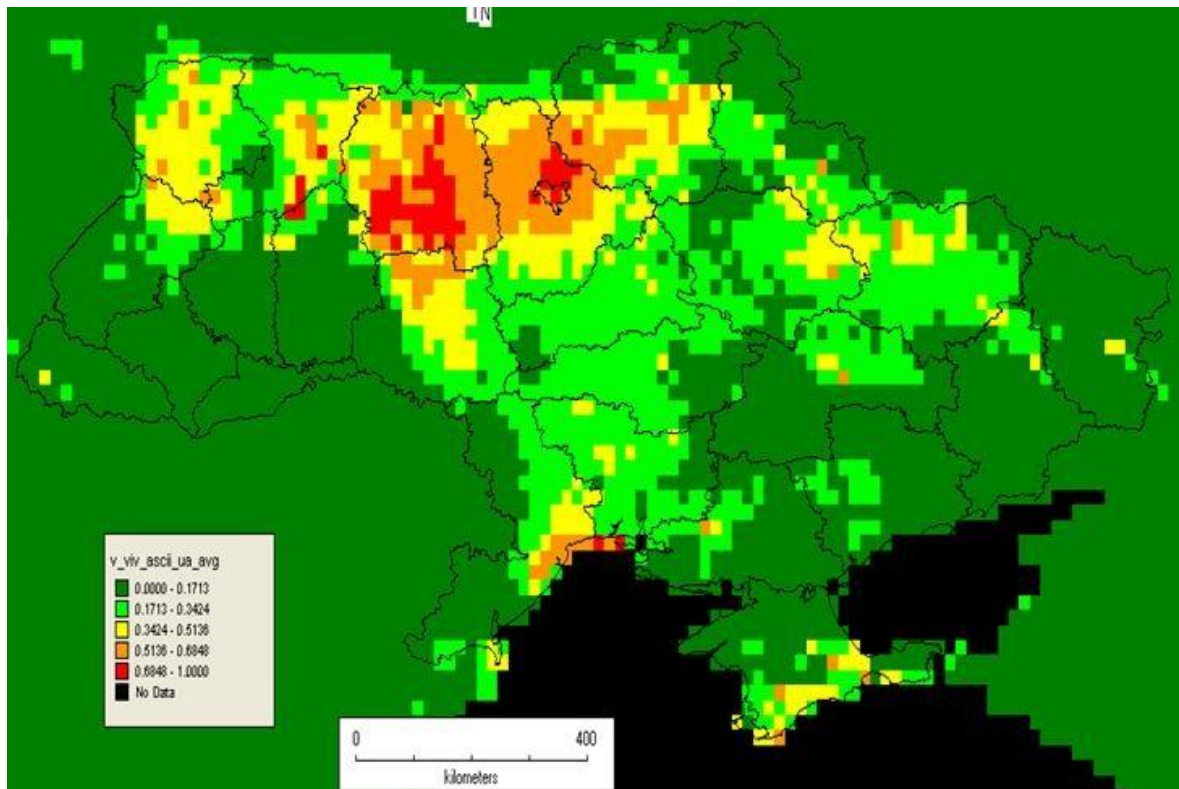 N
v_viv_ascii_ua_avg
0.0000 - 0.1713
0.1713 - 0.3424
0.3424 - 0.5136
0.5136 - 0.6848
0.6848 - 1.0000
No Data
0 400
kilometers